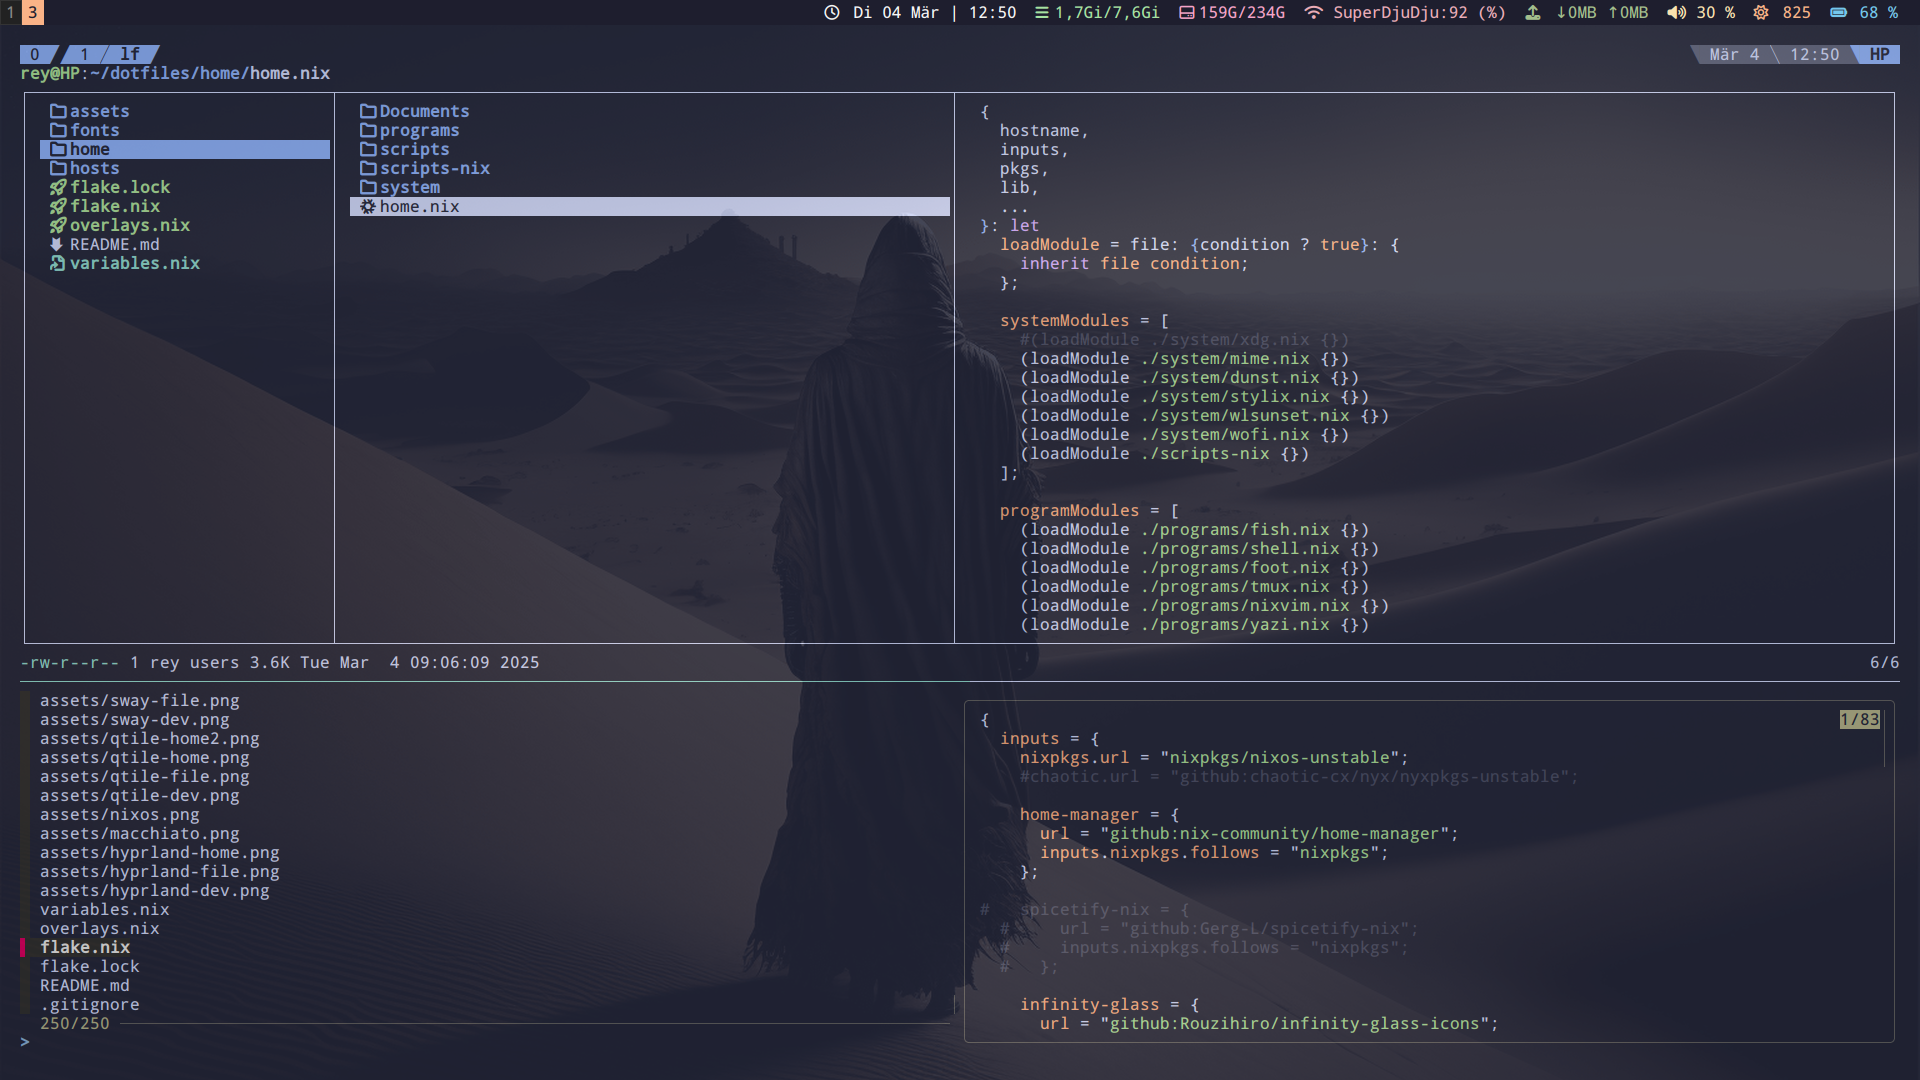 1 3 Di 04 Mär | 12:50 1,7Gi/7,6Gi 159G/234G SuperDjuDju:92 (%) ↓0MB ↑0MB 30 % 825 68 %
0 1 lf Mär 4 12:50 HP
rey@HP:~/dotfiles/home/home.nix
assets
fonts
home
hosts
flake.lock
flake.nix
overlays.nix
README.md
variables.nix
Documents
programs
scripts
scripts-nix
system
home.nix
{
hostname,
inputs,
pkgs,
lib,
...
}: let
loadModule = file: {condition ? true}: {
inherit file condition;
};
systemModules = [
#(loadModule ./system/xdg.nix {})
(loadModule ./system/mime.nix {})
(loadModule ./system/dunst.nix {})
(loadModule ./system/stylix.nix {})
(loadModule ./system/wlsunset.nix {})
(loadModule ./system/wofi.nix {})
(loadModule ./scripts-nix {})
];
programModules = [
(loadModule ./programs/fish.nix {})
(loadModule ./programs/shell.nix {})
(loadModule ./programs/foot.nix {})
(loadModule ./programs/tmux.nix {})
(loadModule ./programs/nixvim.nix {})
(loadModule ./programs/yazi.nix {})
-rw-r--r-- 1 rey users 3.6K Tue Mar  4 09:06:09 2025 6/6
assets/sway-file.png
assets/sway-dev.png
assets/qtile-home2.png
assets/qtile-home.png
assets/qtile-file.png
assets/qtile-dev.png
assets/nixos.png
assets/macchiato.png
assets/hyprland-home.png
assets/hyprland-file.png
assets/hyprland-dev.png
variables.nix
overlays.nix
flake.nix
flake.lock
README.md
.gitignore
250/250
>
{ 1/83
inputs = {
nixpkgs.url = "nixpkgs/nixos-unstable";
#chaotic.url = "github:chaotic-cx/nyx/nyxpkgs-unstable";
home-manager = {
url = "github:nix-community/home-manager";
inputs.nixpkgs.follows = "nixpkgs";
};
# spicetify-nix = {
# url = "github:Gerg-L/spicetify-nix";
# inputs.nixpkgs.follows = "nixpkgs";
# };
infinity-glass = {
url = "github:Rouzihiro/infinity-glass-icons";